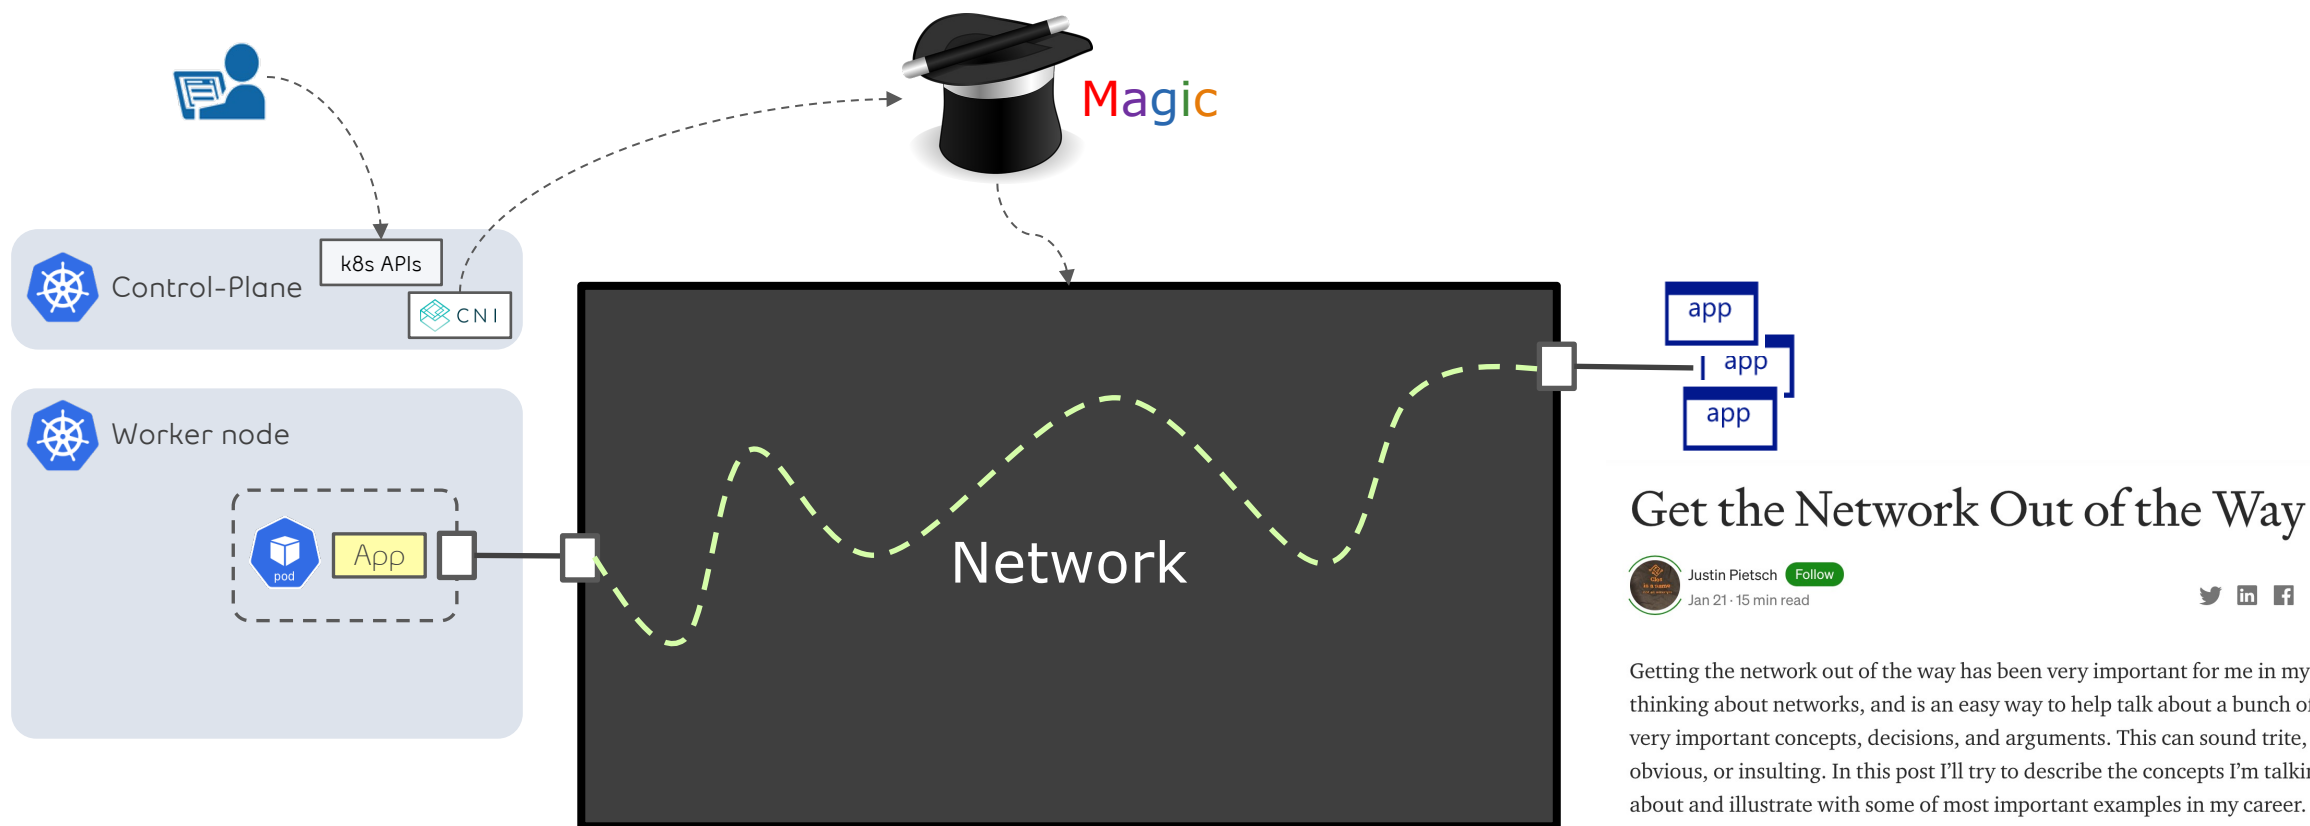 Magic
k8s APIs
Control-Plane
CNI
app
app
app
Worker node
Get the Network Out of the Way
pod
App
Network
Justin Pietsch Follow
Jan 21 · 15 min read
Getting the network out of the way has been very important for me in my
thinking about networks, and is an easy way to help talk about a bunch of
very important concepts, decisions, and arguments. This can sound trite,
obvious, or insulting. In this post I’ll try to describe the concepts I’m
about and illustrate with some of most important examples in my career.